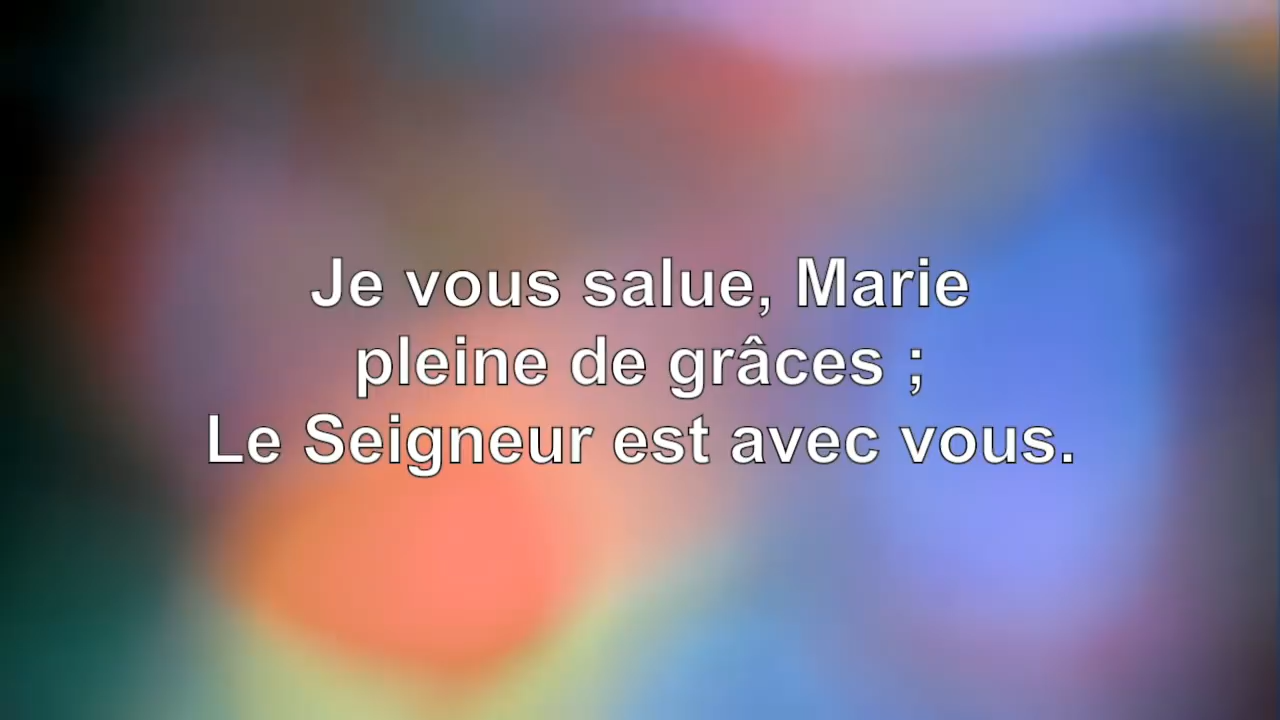 Je vous salue, Marie
pleine de grâces ;
Le Seigneur est avec vous.